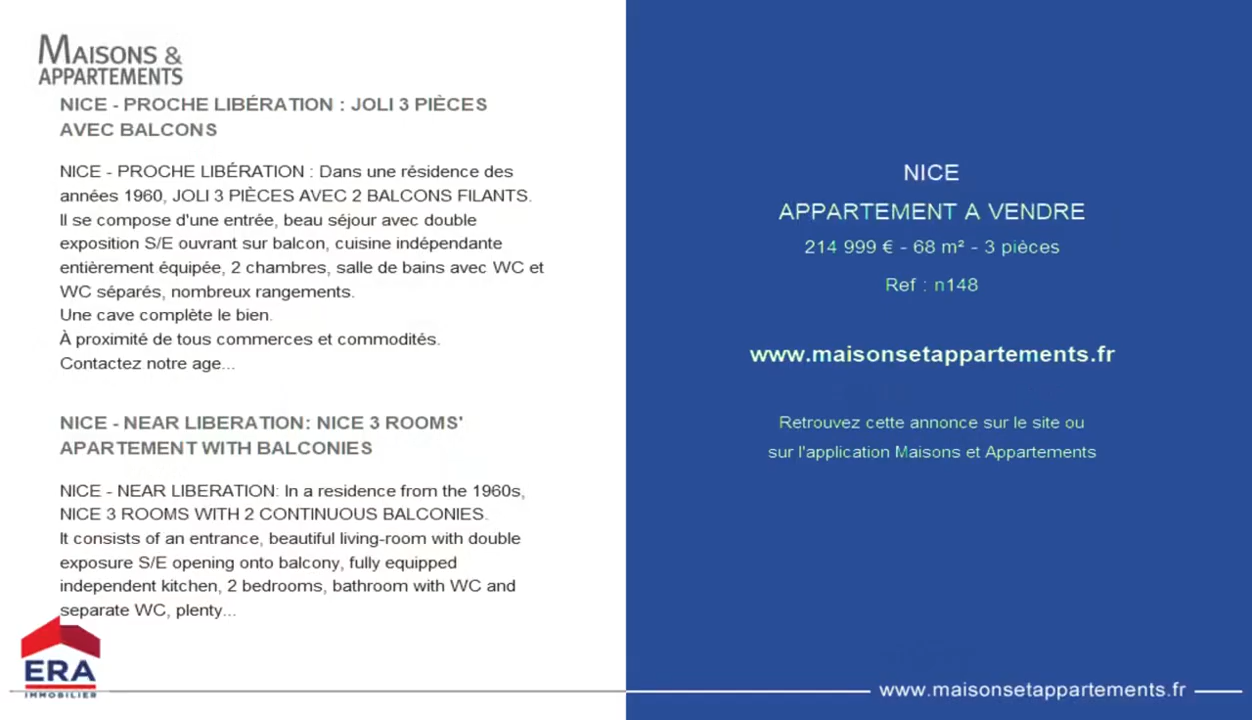 MAISONS &
APPARTEMENTS
NICE - PROCHE LIBÉRATION : JOLI 3 PIÈCES
AVEC BALCONS
NICE - PROCHE LIBÉRATION : Dans une résidence des
années 1960, JOLI 3 PIÈCES AVEC 2 BALCONS FILANTS.
Il se compose d'une entrée, beau séjour avec double
exposition S/E ouvrant sur balcon, cuisine indépendante
entièrement équipée, 2 chambres, salle de bains avec WC et
WC séparés, nombreux rangements.
Une cave complète le bien.
À proximité de tous commerces et commodités.
Contactez notre age...
NICE - NEAR LIBERATION: NICE 3 ROOMS'
APARTEMENT WITH BALCONIES
NICE - NEAR LIBERATION: In a residence from the 1960s,
NICE 3 ROOMS WITH 2 CONTINUOUS BALCONIES.
It consists of an entrance, beautiful living-room with double
exposure S/E opening onto balcony, fully equipped
independent kitchen, 2 bedrooms, bathroom with WC and
separate WC, plenty...
ERA
IMMOBILIER
NICE
APPARTEMENT A VENDRE
214 999 € - 68 m² - 3 pièces
Ref : n148
www.maisonsetappartements.fr
Retrouvez cette annonce sur le site ou
sur l'application Maisons et Appartements
www.maisonsetappartements.fr